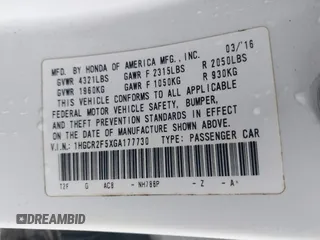 MFD. BY HONDA OF AMERICA MFG., INC. 03/'16
GVWR 4321LBS GAWR F 2315LBS R 2050LBS
GVWR 1960KG GAWR F 1050KG R 930KG
THIS VEHICLE CONFORMS TO ALL APPLICABLE
FEDERAL MOTOR VEHICLE SAFETY, BUMPER,
AND THEFT PREVENTION STANDARDS IN EFFECT ON
THE DATE OF MANUFACTURE SHOWN ABOVE.
V.I.N.: 1HGCR2F5XGA177730 TYPE: PASSENGER CAR
T2F G AC8 - NH788P - Z - A*
© AutoBidMaster